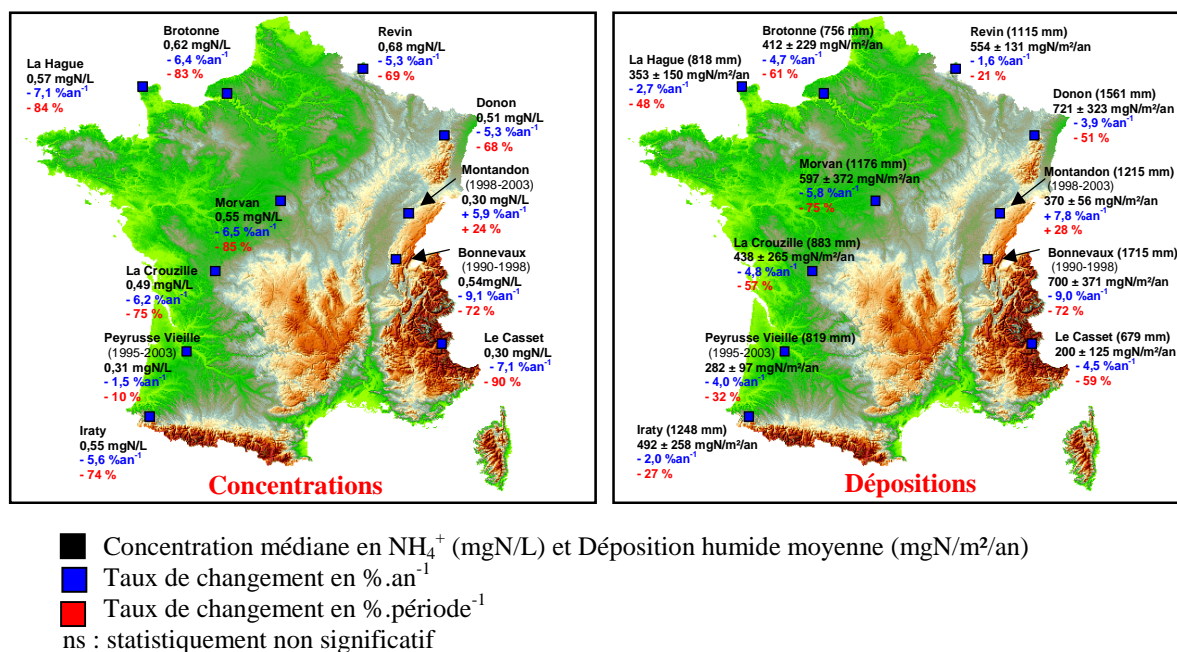 Brotonne
0,62 mgN/L
- 6,4 %an⁻¹
- 83 %
Revin
0,68 mgN/L
- 5,3 %an⁻¹
- 69 %
La Hague
0,57 mgN/L
- 7,1 %an⁻¹
- 84 %
Donon
0,51 mgN/L
- 5,3 %an⁻¹
- 68 %
Montandon
(1998-2003)
0,30 mgN/L
+ 5,9 %an⁻¹
+ 24 %
Morvan
0,55 mgN/L
- 6,5 %an⁻¹
- 85 %
Bonnevaux
(1990-1998)
0,54mgN/L
- 9,1 %an⁻¹
- 72 %
La Crouzille
0,49 mgN/L
- 6,2 %an⁻¹
- 75 %
Peyrusse Vieille
(1995-2003)
0,31 mgN/L
- 1,5 %an⁻¹
- 10 %
Le Casset
0,30 mgN/L
- 7,1 %an⁻¹
- 90 %
Iraty
0,55 mgN/L
- 5,6 %an⁻¹
- 74 %
Concentrations
Brotonne (756 mm)
412 ± 229 mgN/m²/an
- 4,7 %an⁻¹
- 61 %
Revin (1115 mm)
554 ± 131 mgN/m²/an
- 1,6 %an⁻¹
- 21 %
La Hague (818 mm)
353 ± 150 mgN/m²/an
- 2,7 %an⁻¹
- 48 %
Donon (1561 mm)
721 ± 323 mgN/m²/an
- 3,9 %an⁻¹
- 51 %
Montandon (1215 mm)
(1998-2003)
370 ± 56 mgN/m²/an
+ 7,8 %an⁻¹
+ 28 %
Morvan (1176 mm)
597 ± 372 mgN/m²/an
- 5,8 %an⁻¹
- 75 %
Bonnevaux (1715 mm)
(1990-1998)
700 ± 371 mgN/m²/an
- 9,0 %an⁻¹
- 72 %
La Crouzille (883 mm)
438 ± 265 mgN/m²/an
- 4,8 %an⁻¹
- 57 %
Peyrusse Vieille (819 mm)
(1995-2003)
282 ± 97 mgN/m²/an
- 4,0 %an⁻¹
- 32 %
Le Casset (679 mm)
200 ± 125 mgN/m²/an
- 4,5 %an⁻¹
- 59 %
Iraty (1248 mm)
492 ± 258 mgN/m²/an
- 2,0 %an⁻¹
- 27 %
Dépositions
Concentration médiane en NH₄⁺ (mgN/L) et Déposition humide moyenne (mgN/m²/an)
Taux de changement en %.an⁻¹
Taux de changement en %.période⁻¹
ns : statistiquement non significatif